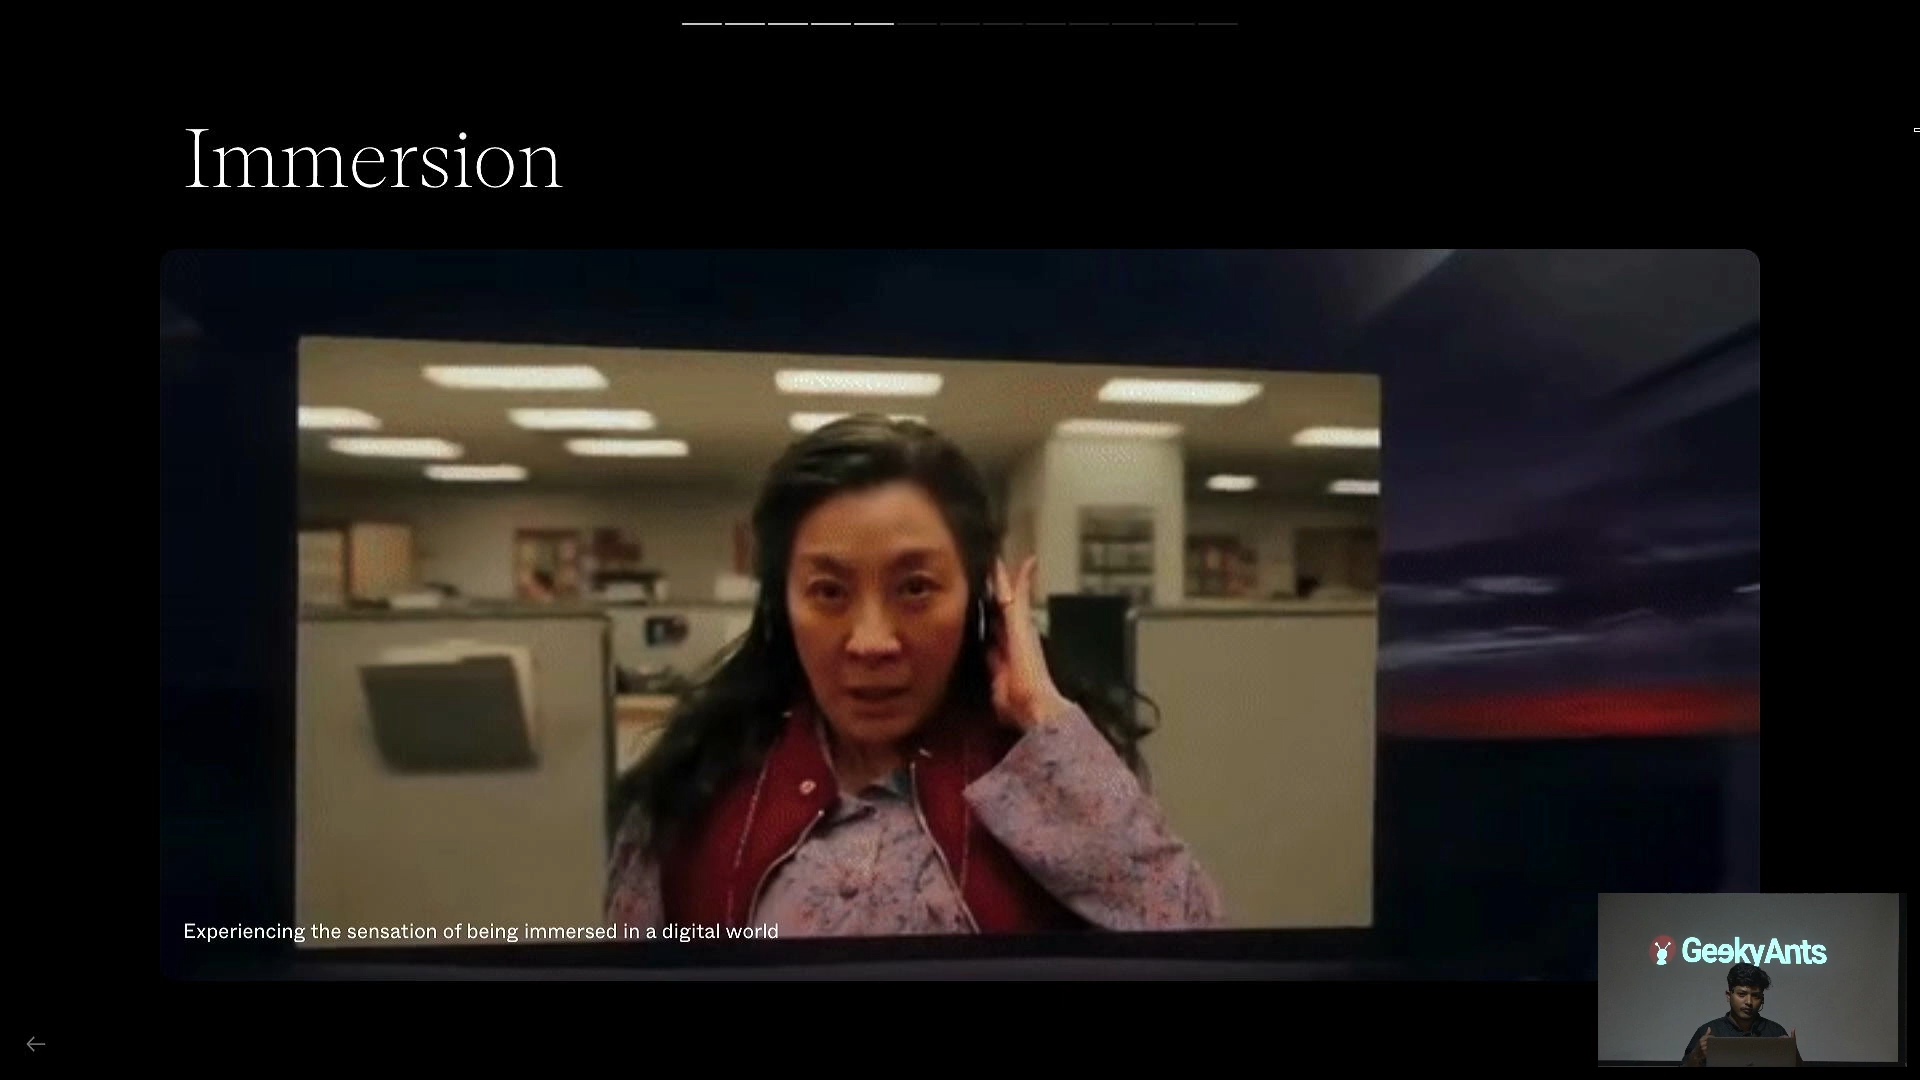 Immersion
Experiencing the sensation of being immersed in a digital world
GeekyAnts